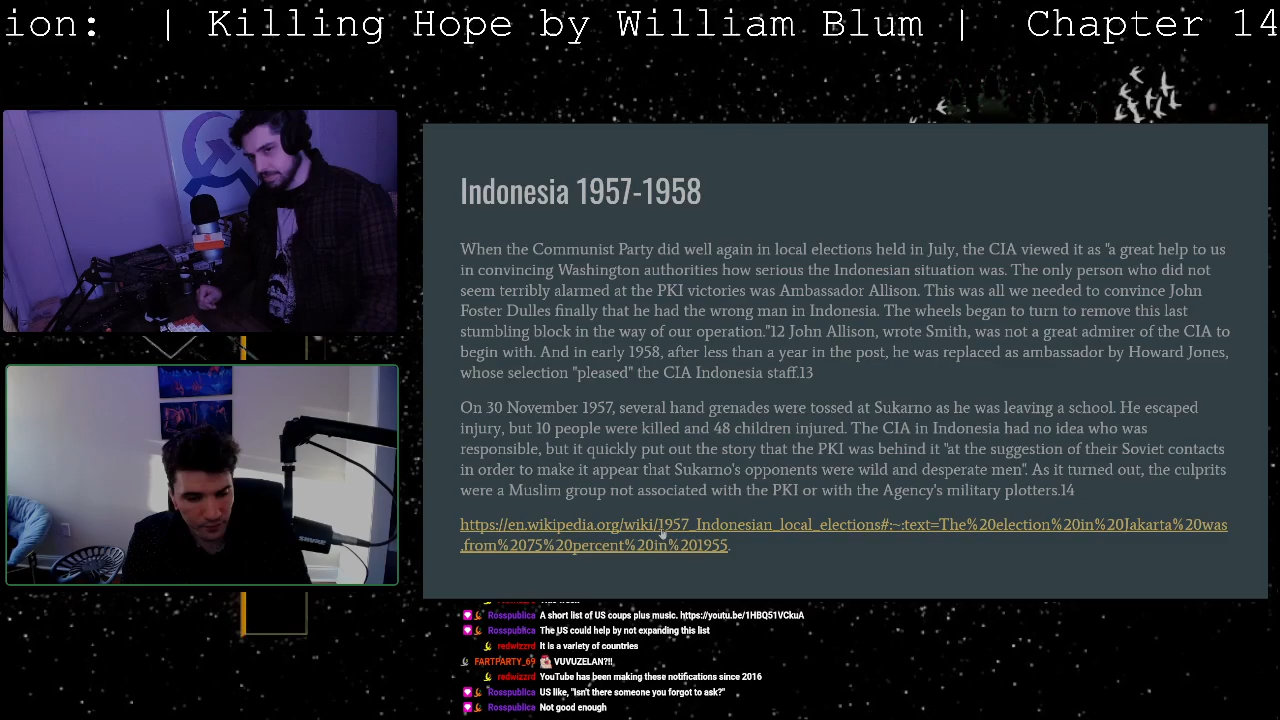 ion:  | Killing Hope by William Blum |  Chapter 14
Indonesia 1957-1958
When the Communist Party did well again in local elections held in July, the CIA viewed it as "a great help to us
in convincing Washington authorities how serious the Indonesian situation was. The only person who did not
seem terribly alarmed at the PKI victories was Ambassador Allison. This was all we needed to convince John
Foster Dulles finally that he had the wrong man in Indonesia. The wheels began to turn to remove this last
stumbling block in the way of our operation."12 John Allison, wrote Smith, was not a great admirer of the CIA to
begin with. And in early 1958, after less than a year in the post, he was replaced as ambassador by Howard Jones,
whose selection "pleased" the CIA Indonesia staff.13
On 30 November 1957, several hand grenades were tossed at Sukarno as he was leaving a school. He escaped
injury, but 10 people were killed and 48 children injured. The CIA in Indonesia had no idea who was
responsible, but it quickly put out the story that the PKI was behind it "at the suggestion of their Soviet contacts
in order to make it appear that Sukarno's opponents were wild and desperate men". As it turned out, the culprits
were a Muslim group not associated with the PKI or with the Agency's military plotters.14
https://en.wikipedia.org/wiki/1957_Indonesian_local_elections#:~:text=The%20election%20in%20Jakarta%20was
,from%2075%20percent%20in%201955.
SHURE
Rosspublica A short list of US coups plus music. https://youtu.be/1HBQ51VCkuA
Rosspublica The US could help by not expanding this list
redwizzrd It is a variety of countries
FARTPARTY_69 VUVUZELAN?!!
redwizzrd YouTube has been making these notifications since 2016
Rosspublica US like, "Isn't there someone you forgot to ask?"
Rosspublica Not good enough